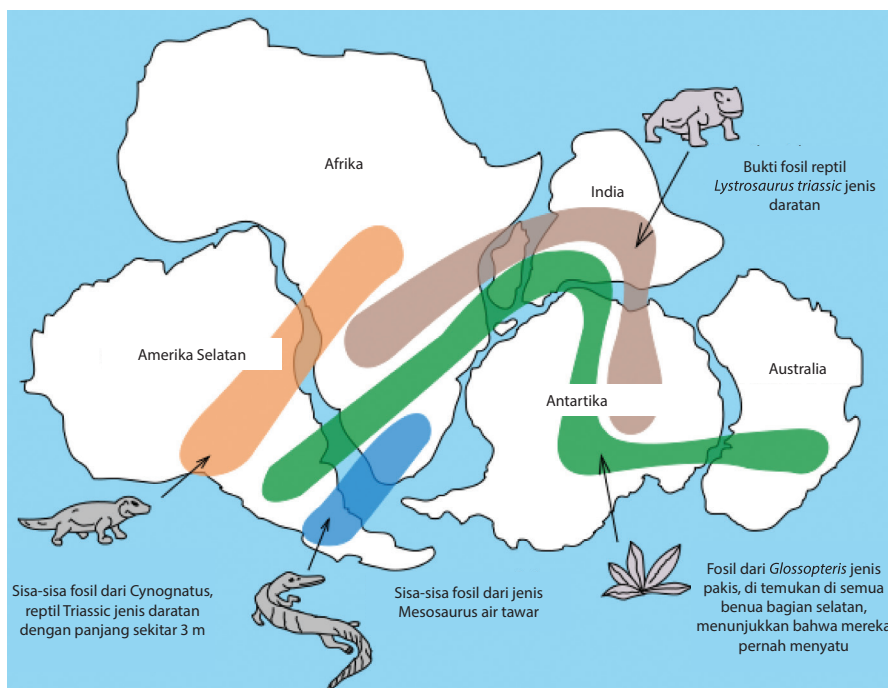 Afrika
India
Bukti fosil reptil
Lystrosaurus triassic jenis
daratan
Amerika Selatan
Antartika
Australia
Sisa-sisa fosil dari Cynognatus,
reptil Triassic jenis daratan
dengan panjang sekitar 3 m
Sisa-sisa fosil dari jenis
Mesosaurus air tawar
Fosil dari Glossopteris jenis
pakis, di temukan di semua
benua bagian selatan,
menunjukkan bahwa mereka
pernah menyatu